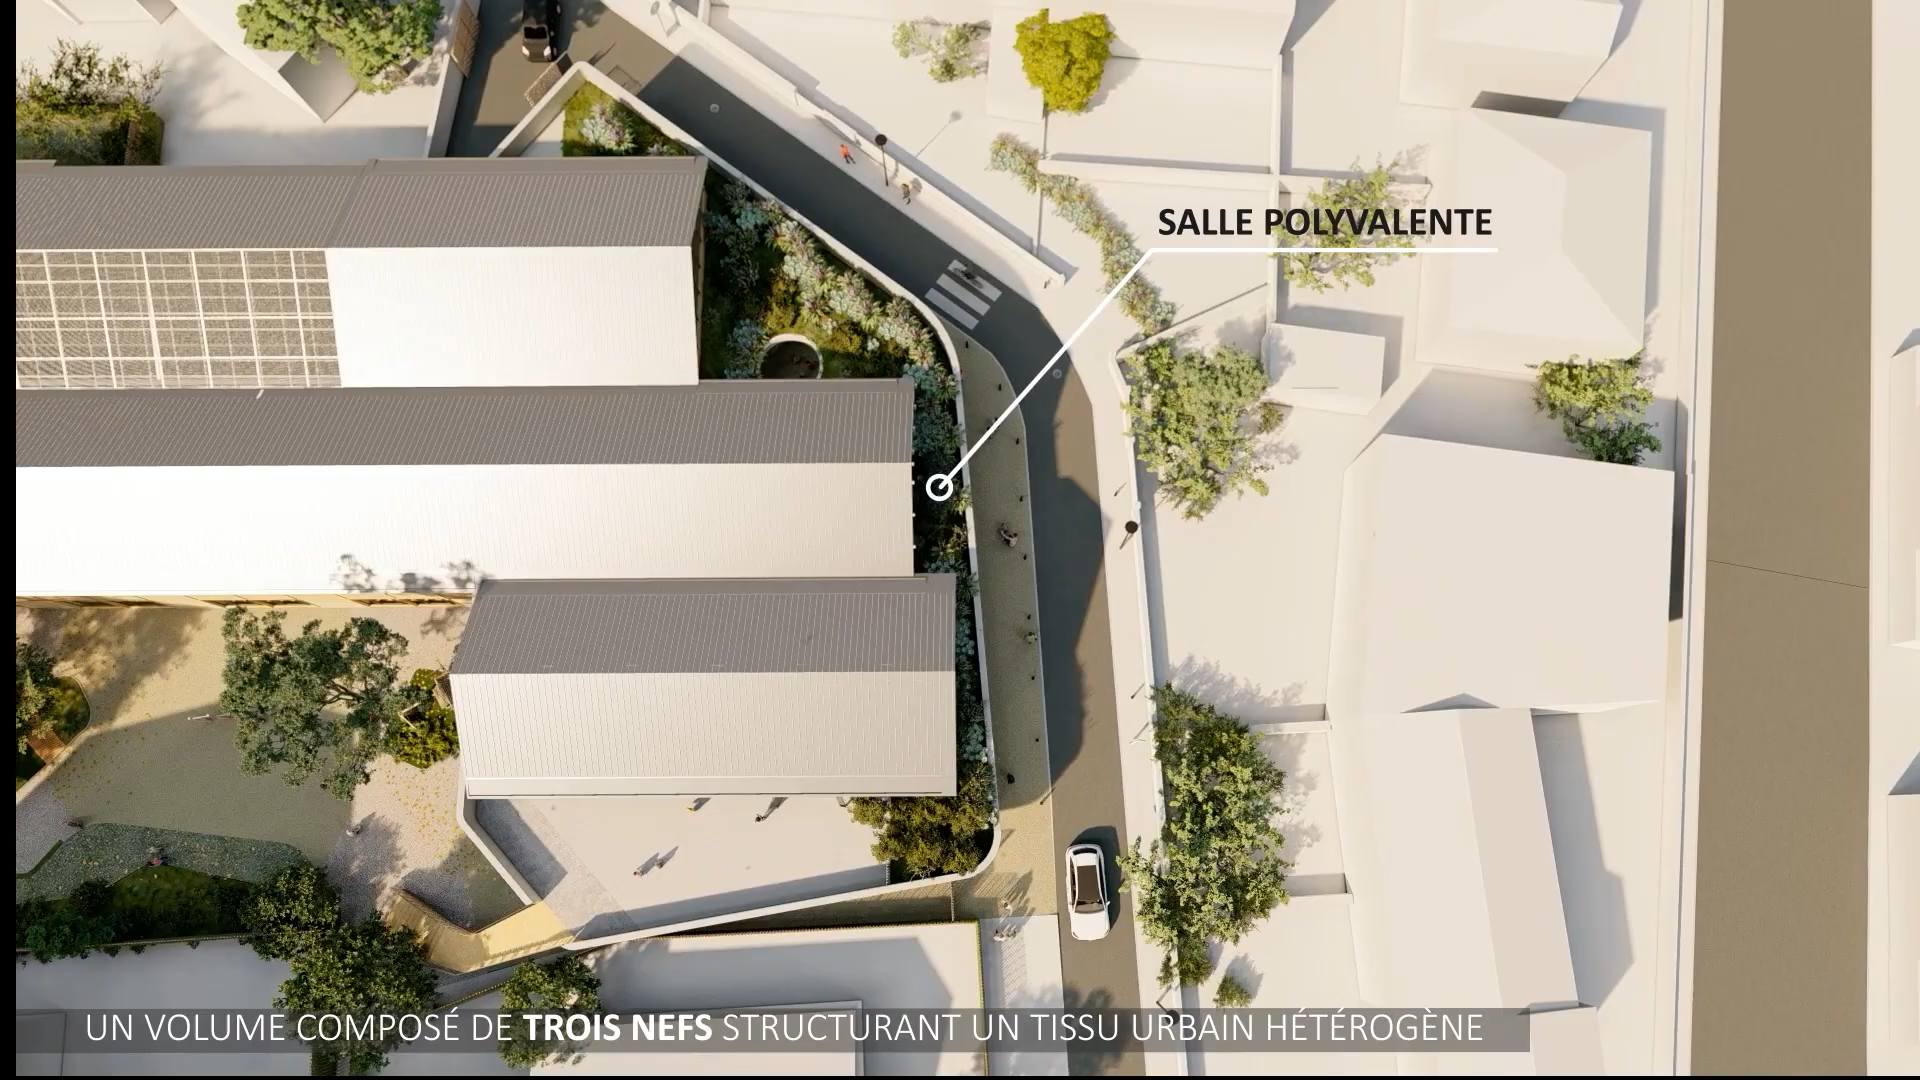 SALLE POLYVALENTE
UN VOLUME COMPOSÉ DE TROIS NEFS STRUCTURANT UN TISSU URBAIN HÉTÉROGÈNE